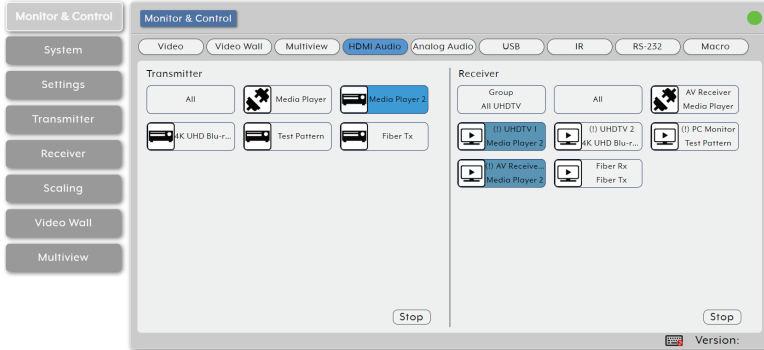 Monitor & Control
System
Settings
Transmitter
Receiver
Scaling
Video Wall
Multiview
Monitor & Control
Video
Video Wall
Multiview
HDMI Audio
Analog Audio
USB
IR
RS-232
Macro
Transmitter
All
Media Player
Media Player 2
4K UHD Blu-r...
Test Pattern
Fiber Tx
Stop
Receiver
Group
All UHDTV
All
AV Receiver
Media Player
(!) UHDTV 1
Media Player 2
(!) UHDTV 2
4K UHD Blu-r...
(!) PC Monitor
Test Pattern
(!) AV Receive...
Media Player 2
Fiber Rx
Fiber Tx
Stop
Version: